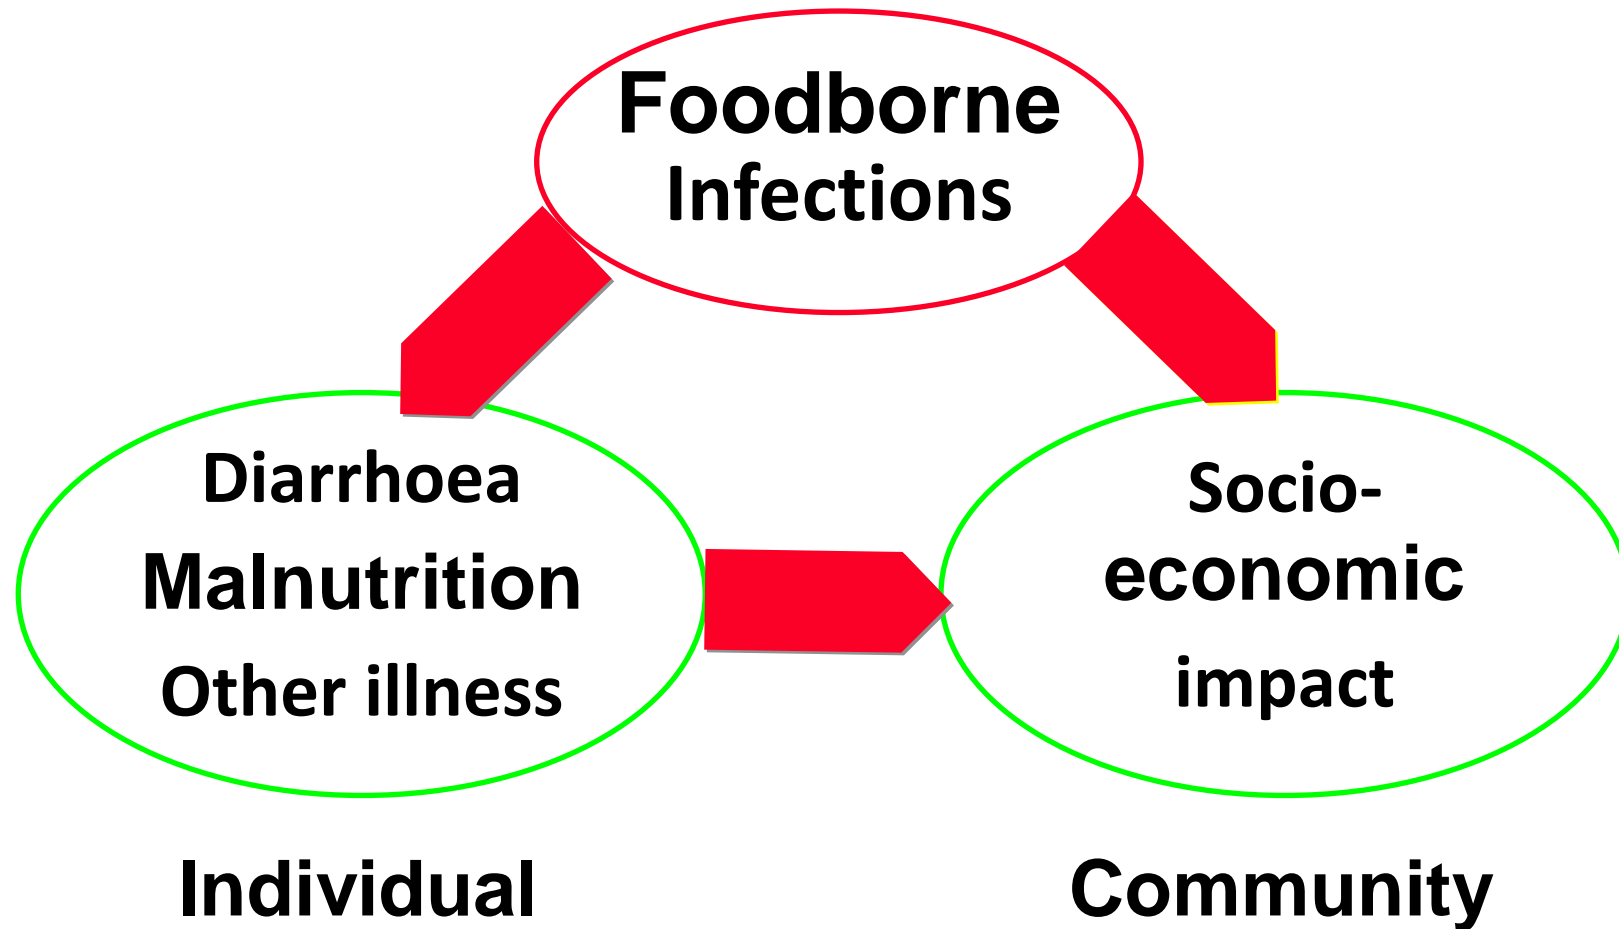 Foodborne
Infections
Diarrhoea
Malnutrition
Other illness
Socio-
economic
impact
Individual
Community